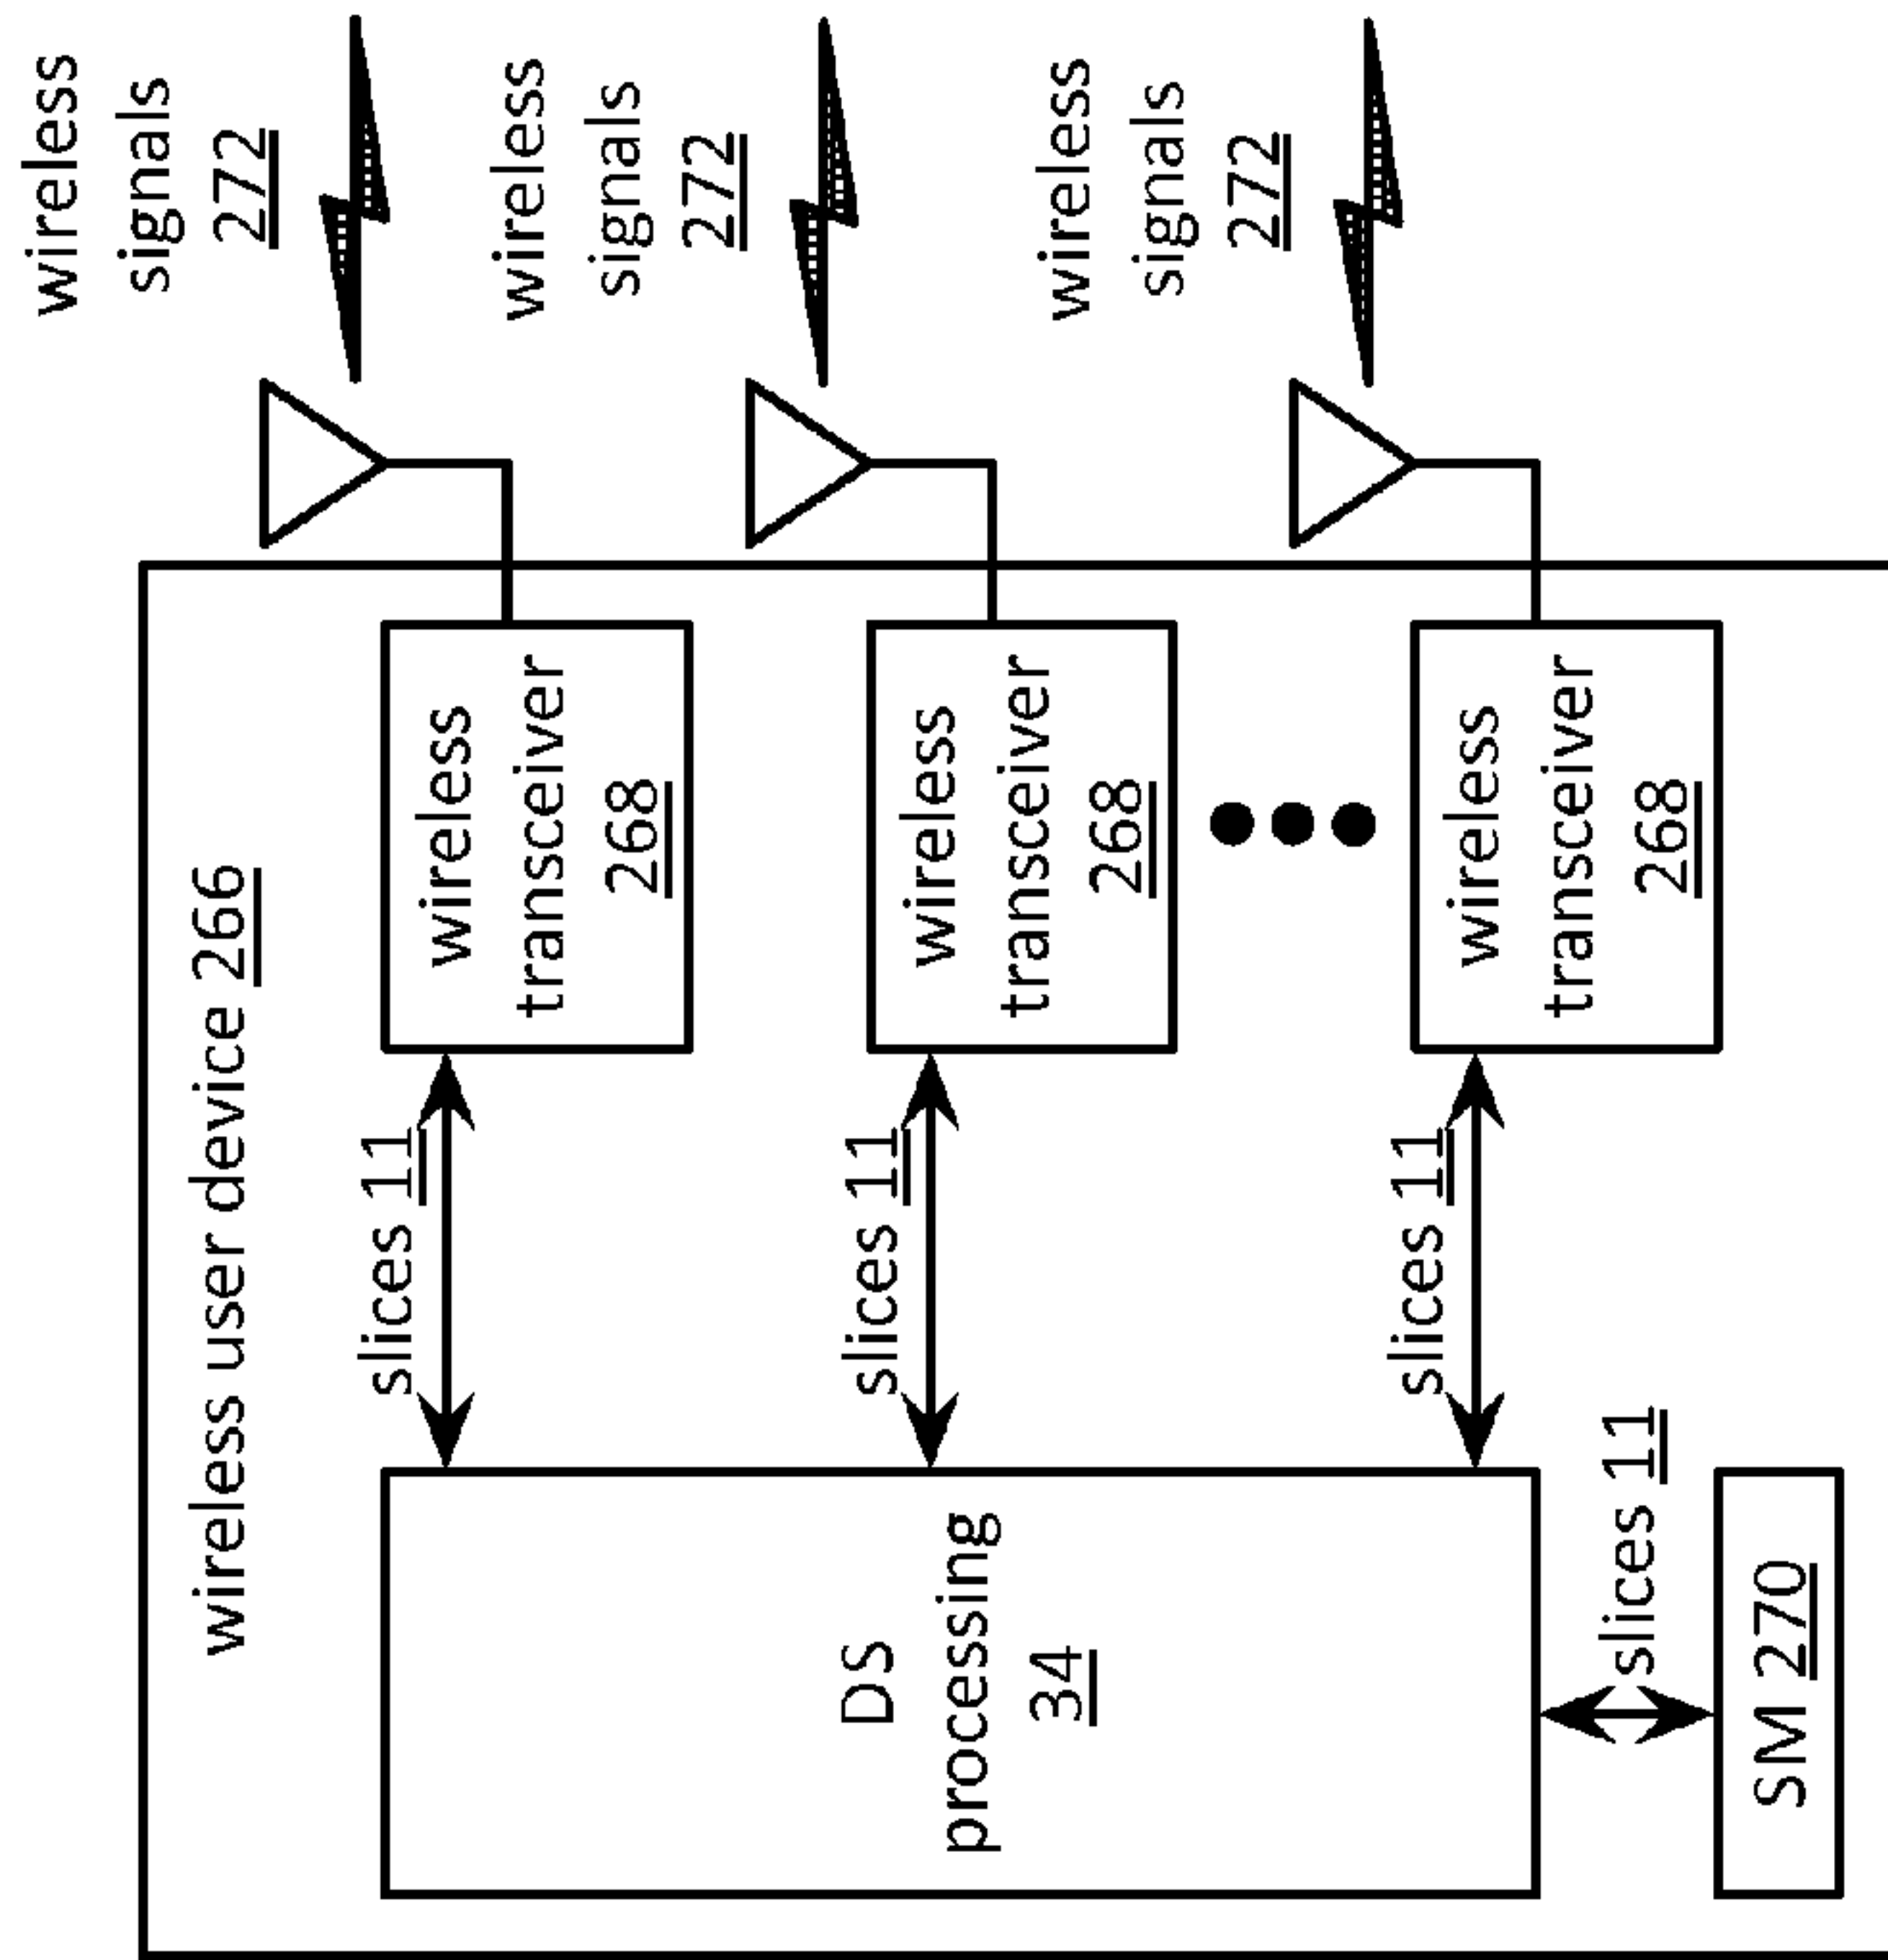 wireless user device 266
wireless
signals
272
wireless
signals
272
wireless
signals
272
wireless
transceiver
268
wireless
transceiver
268
wireless
transceiver
268
slices 11
slices 11
slices 11
DS
processing
34
slices 11
SM 270